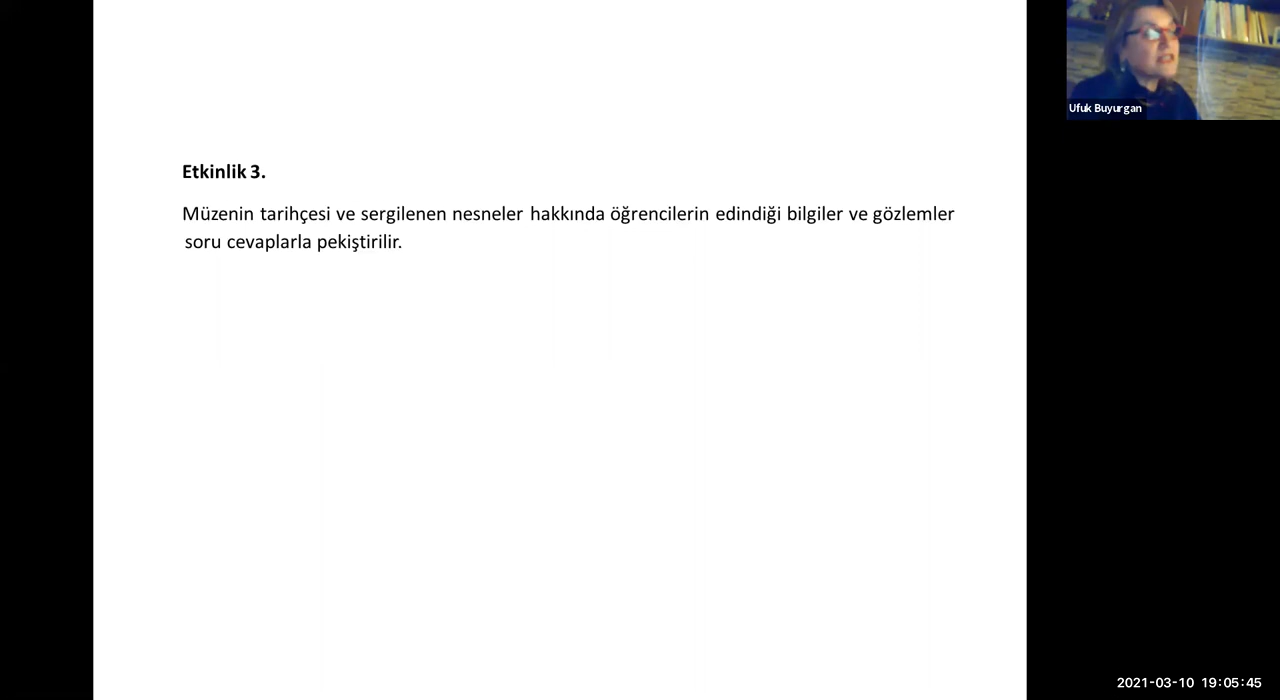 Ufuk Buyurgan
Etkinlik 3.
Müzenin tarihçesi ve sergilenen nesneler hakkında öğrencilerin edindiği bilgiler ve gözlemler
soru cevaplarla pekiştirilir.
2021-03-10 19:05:45